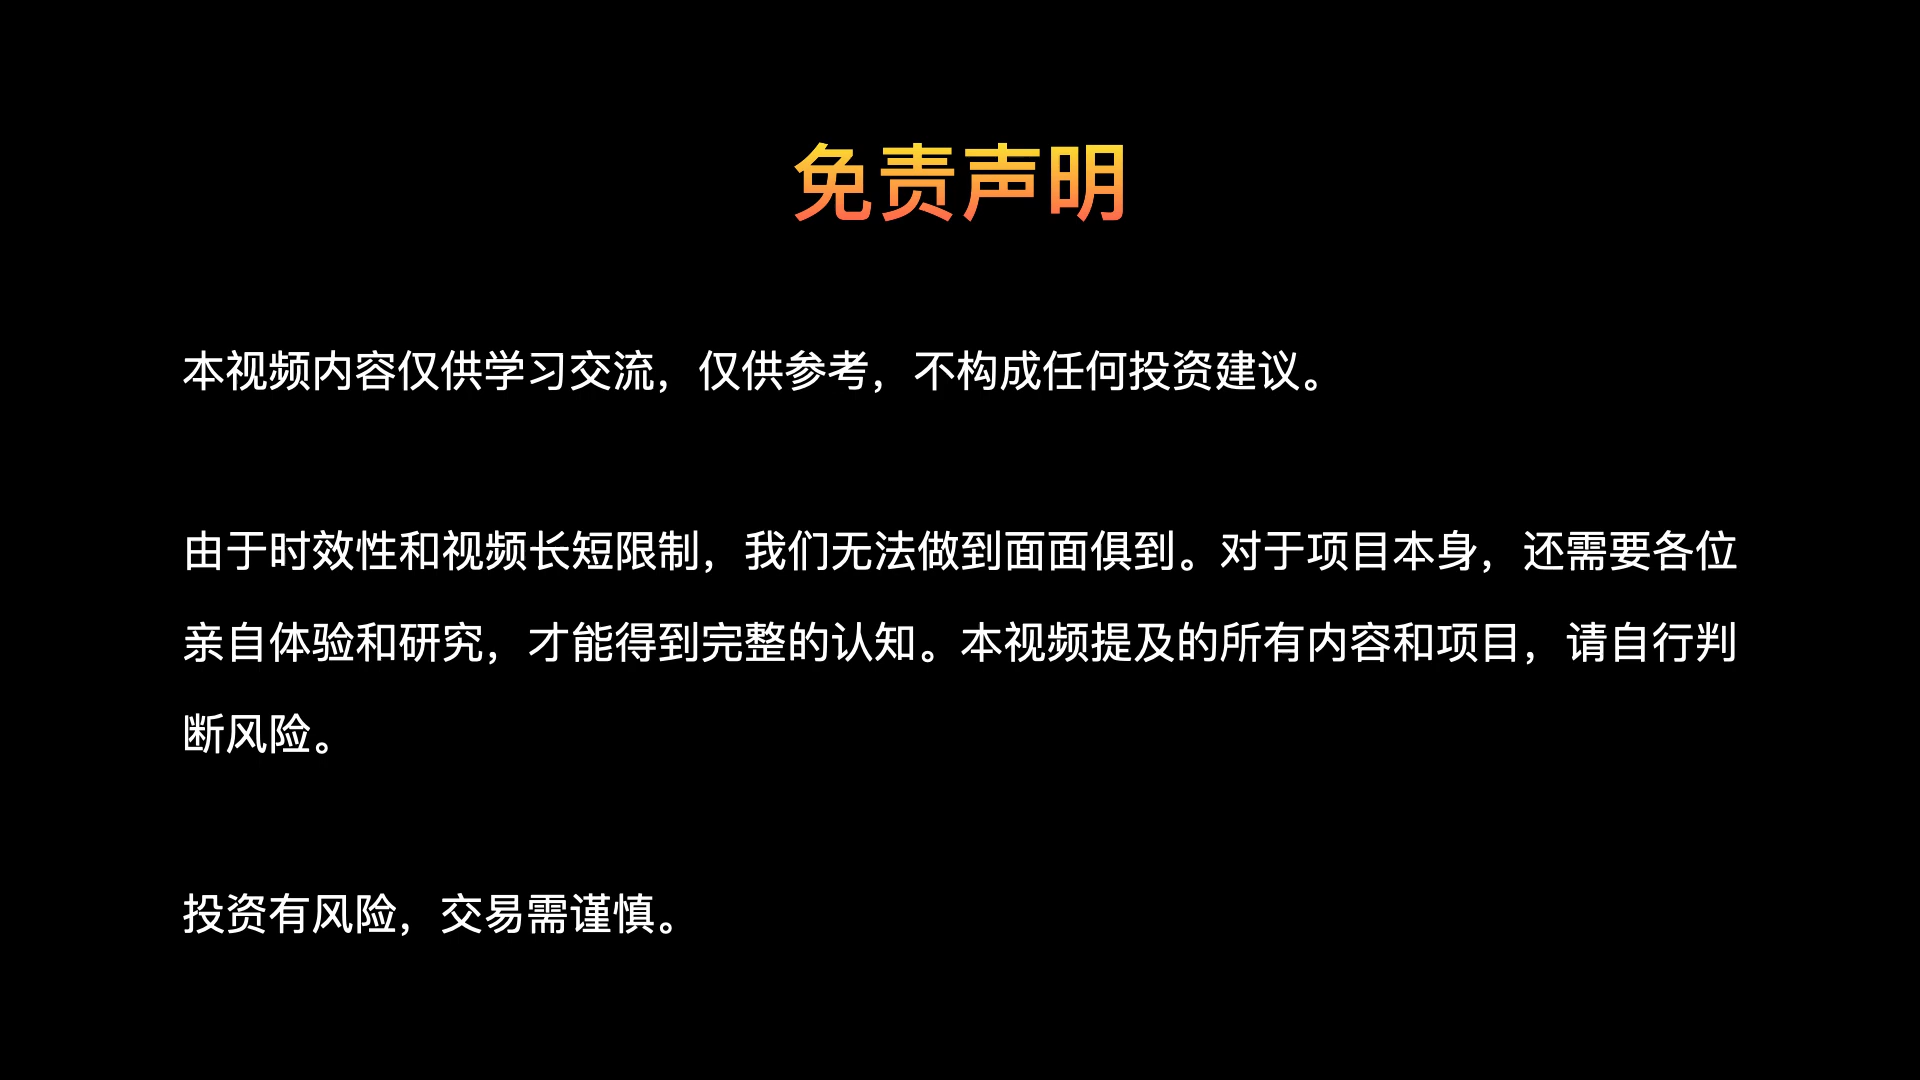 免责声明
本视频内容仅供学习交流，仅供参考，不构成任何投资建议。
由于时效性和视频长短限制，我们无法做到面面俱到。对于项目本身，还需要各位
亲自体验和研究，才能得到完整的认知。本视频提及的所有内容和项目，请自行判
断风险。
投资有风险，交易需谨慎。